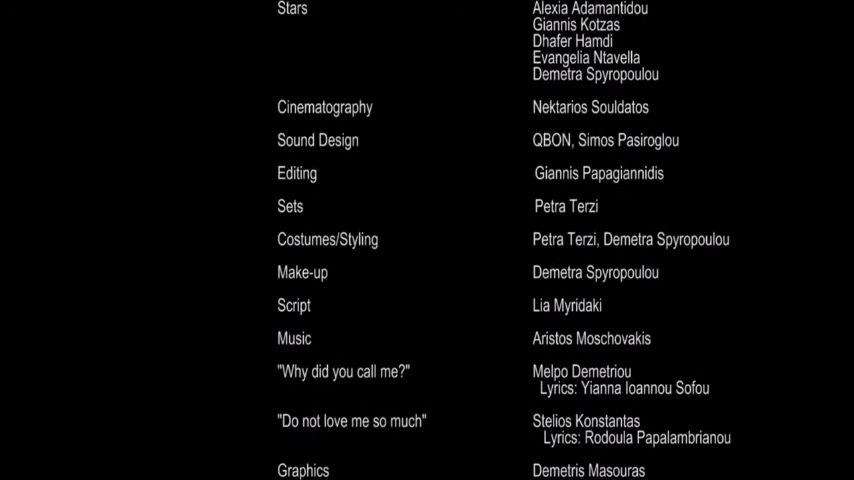 Stars Alexia Adamantidou
Giannis Kotzas
Dhafer Hamdi
Evangelia Ntavella
Demetra Spyropoulou
Cinematography Nektarios Souldatos
Sound Design QBON, Simos Pasiroglou
Editing Giannis Papagiannidis
Sets Petra Terzi
Costumes/Styling Petra Terzi, Demetra Spyropoulou
Make-up Demetra Spyropoulou
Script Lia Myridaki
Music Aristos Moschovakis
"Why did you call me?" Melpo Demetriou
Lyrics: Yianna Ioannou Sofou
"Do not love me so much" Stelios Konstantas
Lyrics: Rodoula Papalambrianou
Graphics Demetris Masouras